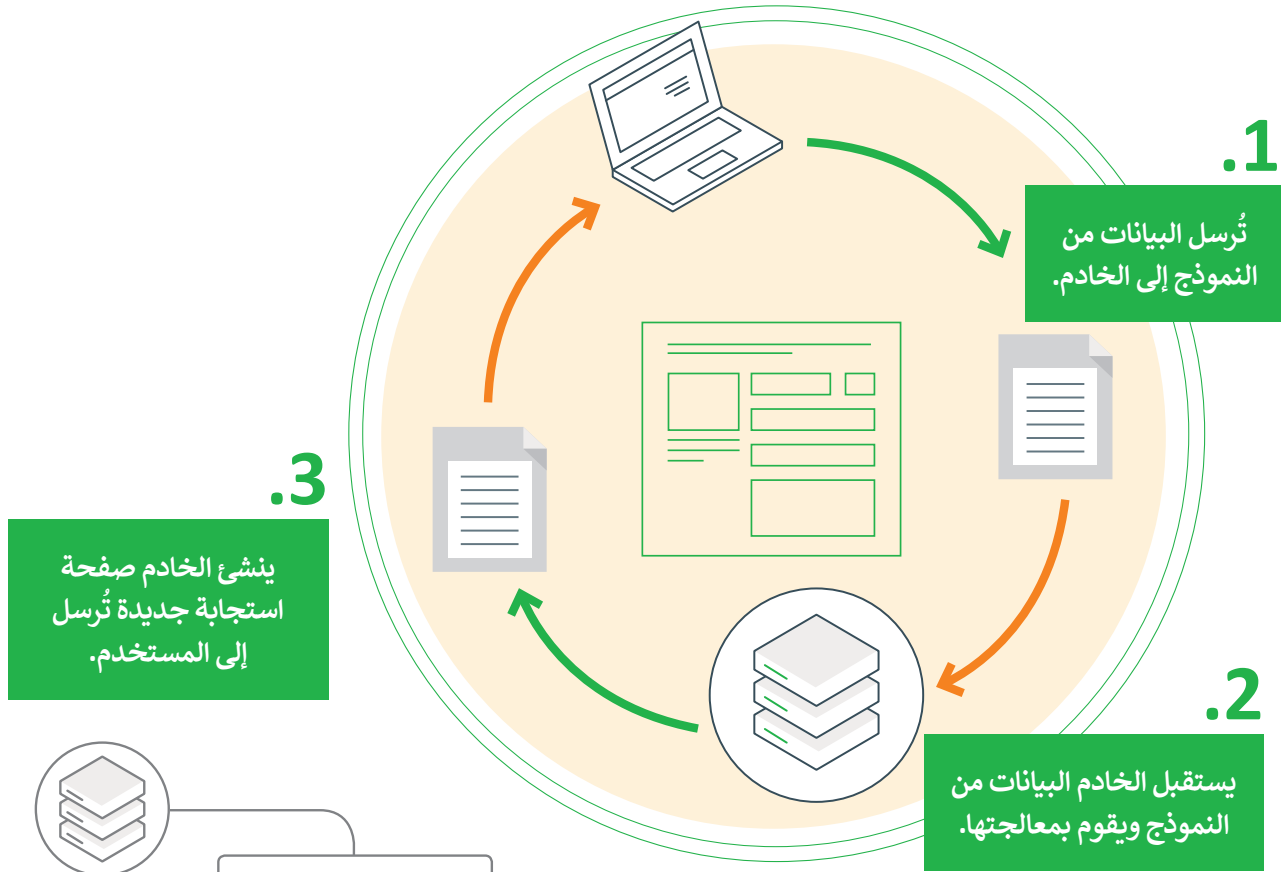 .1
تُرسل البيانات من
النموذج إلى الخادم.
.2
يستقبل الخادم البيانات من
النموذج ويقوم بمعالجتها.
.3
ينشئ الخادم صفحة
استجابة جديدة تُرسل
إلى المستخدم.